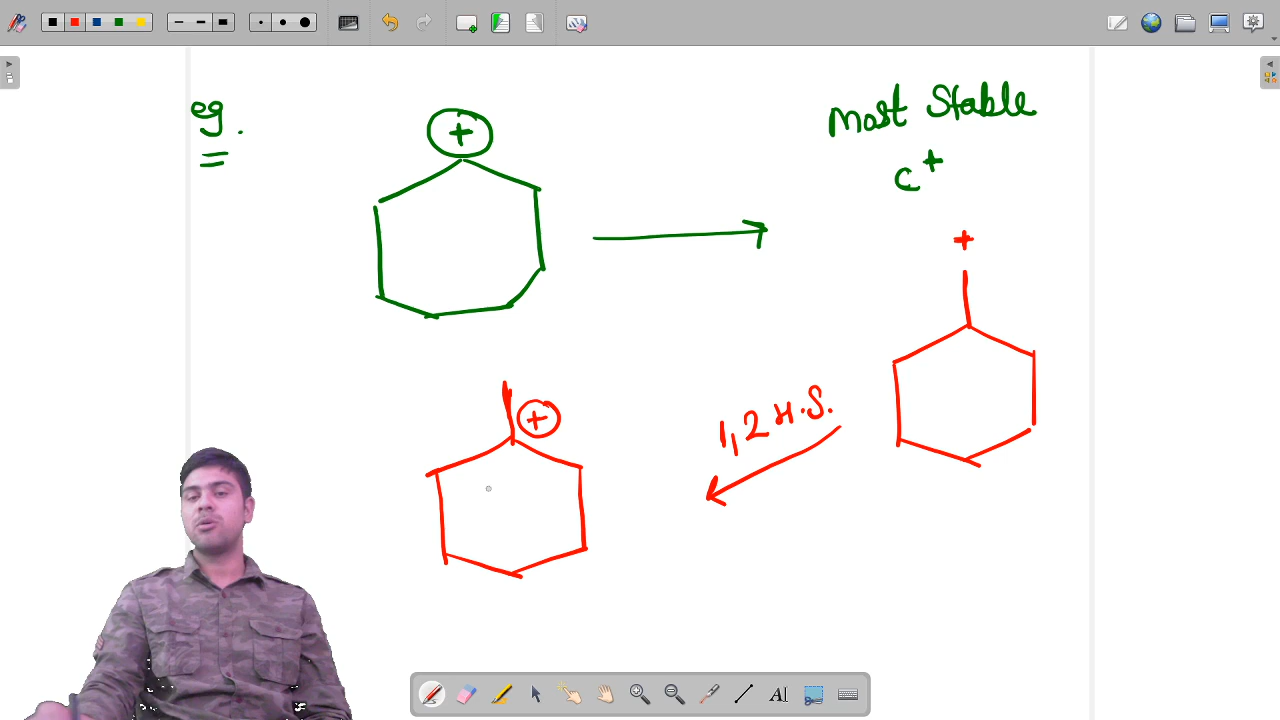 eg.
+
Most Stable
C+
+
1,2 H.S.
+